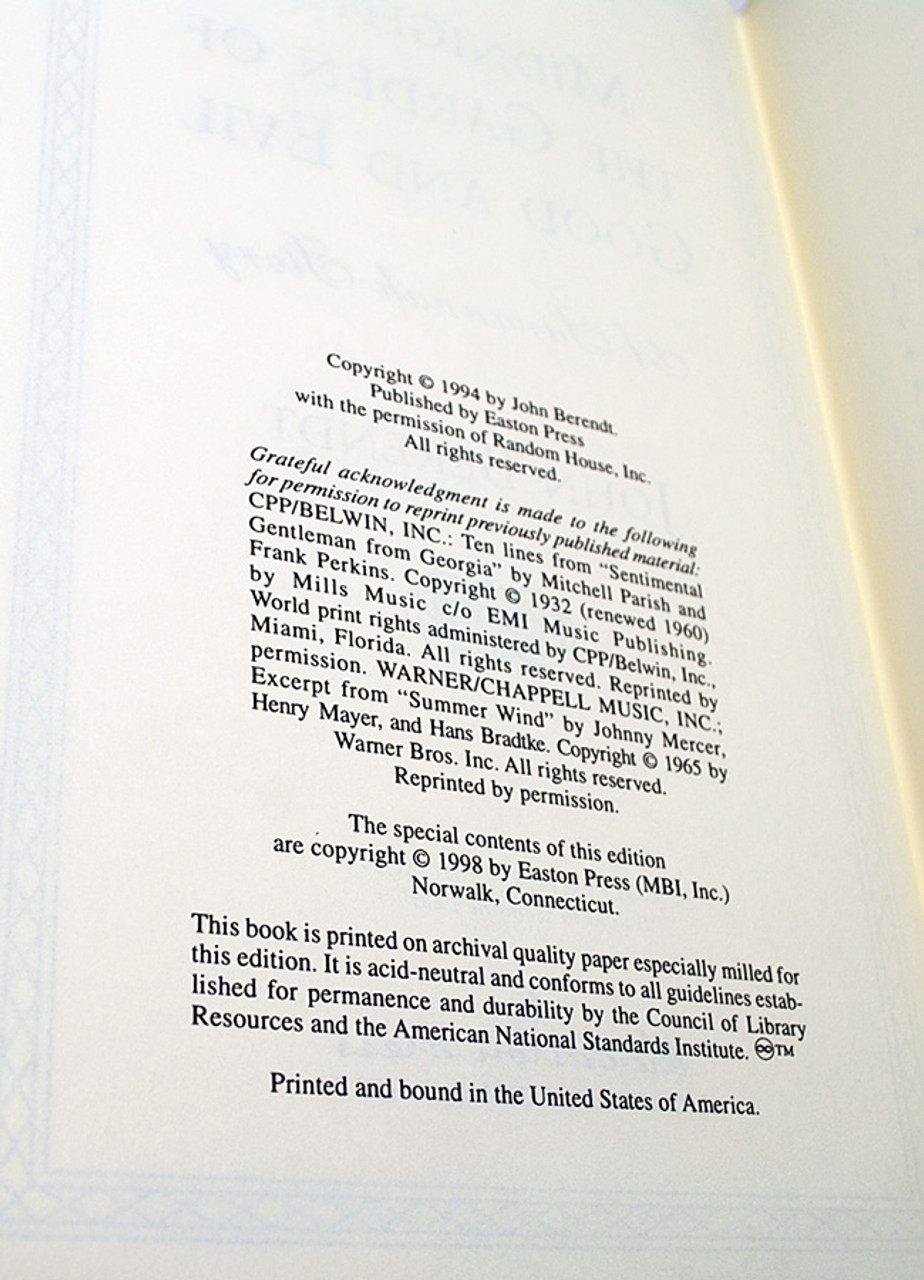 Copyright © 1994 by John Berendt.
Published by Easton Press
with the permission of Random House, Inc.
All rights reserved.
Grateful acknowledgment is made to the following
for permission to reprint previously published material:
CPP/BELWIN, INC.: Ten lines from “Sentimental
Gentleman from Georgia” by Mitchell Parish and
Frank Perkins. Copyright © 1932 (renewed 1960)
by Mills Music c/o EMI Music Publishing.
World print rights administered by CPP/Belwin, Inc.,
Miami, Florida. All rights reserved. Reprinted by
permission. WARNER/CHAPPELL MUSIC, INC.;
Excerpt from “Summer Wind” by Johnny Mercer,
Henry Mayer, and Hans Bradtke. Copyright © 1965 by
Warner Bros. Inc. All rights reserved.
Reprinted by permission.
The special contents of this edition
are copyright © 1998 by Easton Press (MBI, Inc.)
Norwalk, Connecticut.
This book is printed on archival quality paper especially milled for
this edition. It is acid-neutral and conforms to all guidelines estab-
lished for permanence and durability by the Council of Library
Resources and the American National Standards Institute. ♾™
Printed and bound in the United States of America.